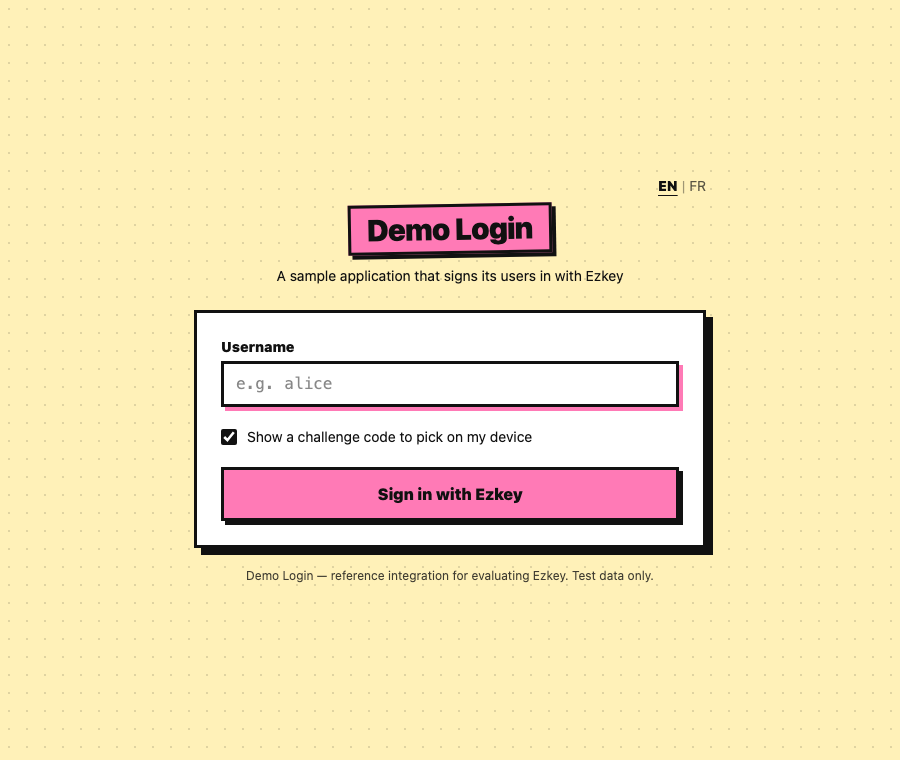 EN | FR
Demo Login
A sample application that signs its users in with Ezkey
Username
e.g. alice
Show a challenge code to pick on my device
Sign in with Ezkey
Demo Login — reference integration for evaluating Ezkey. Test data only.